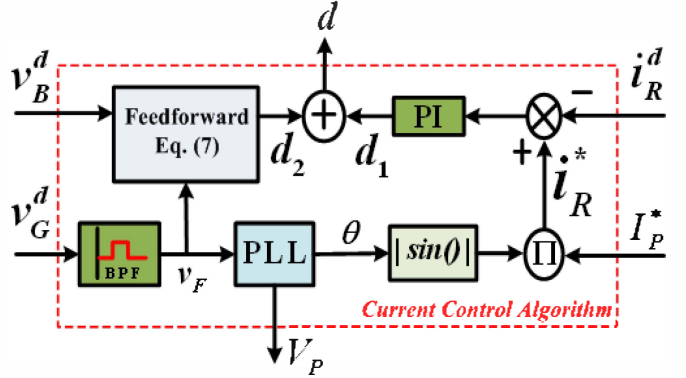 d
v_B^d
i_R^d
Feedforward
Eq. (7)
d_2
+
d_1
PI
−
+
i_R^*
v_G^d
BPF
v_F
PLL
θ
|sin()|
Π
I_P^*
Current Control Algorithm
V_P